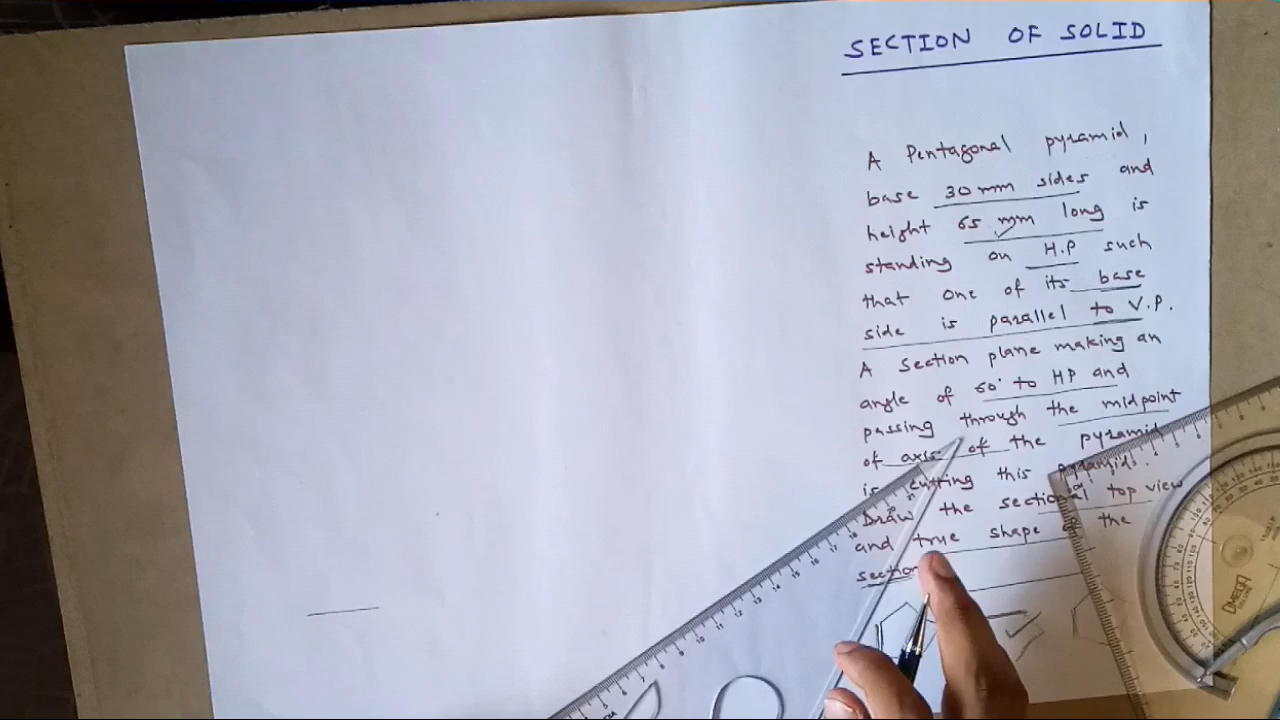 SECTION OF SOLID
A Pentagonal pyramid,
base 30 mm sides and
height 65 mm long is
standing on H.P such
that one of its base
side is parallel to V.P.
A section plane making an
angle of 60° to HP and
passing through the midpoint
of axis of the pyramid
is cutting this pyramid.
Draw the sectional top view
and true shape of the
section
OMEGA